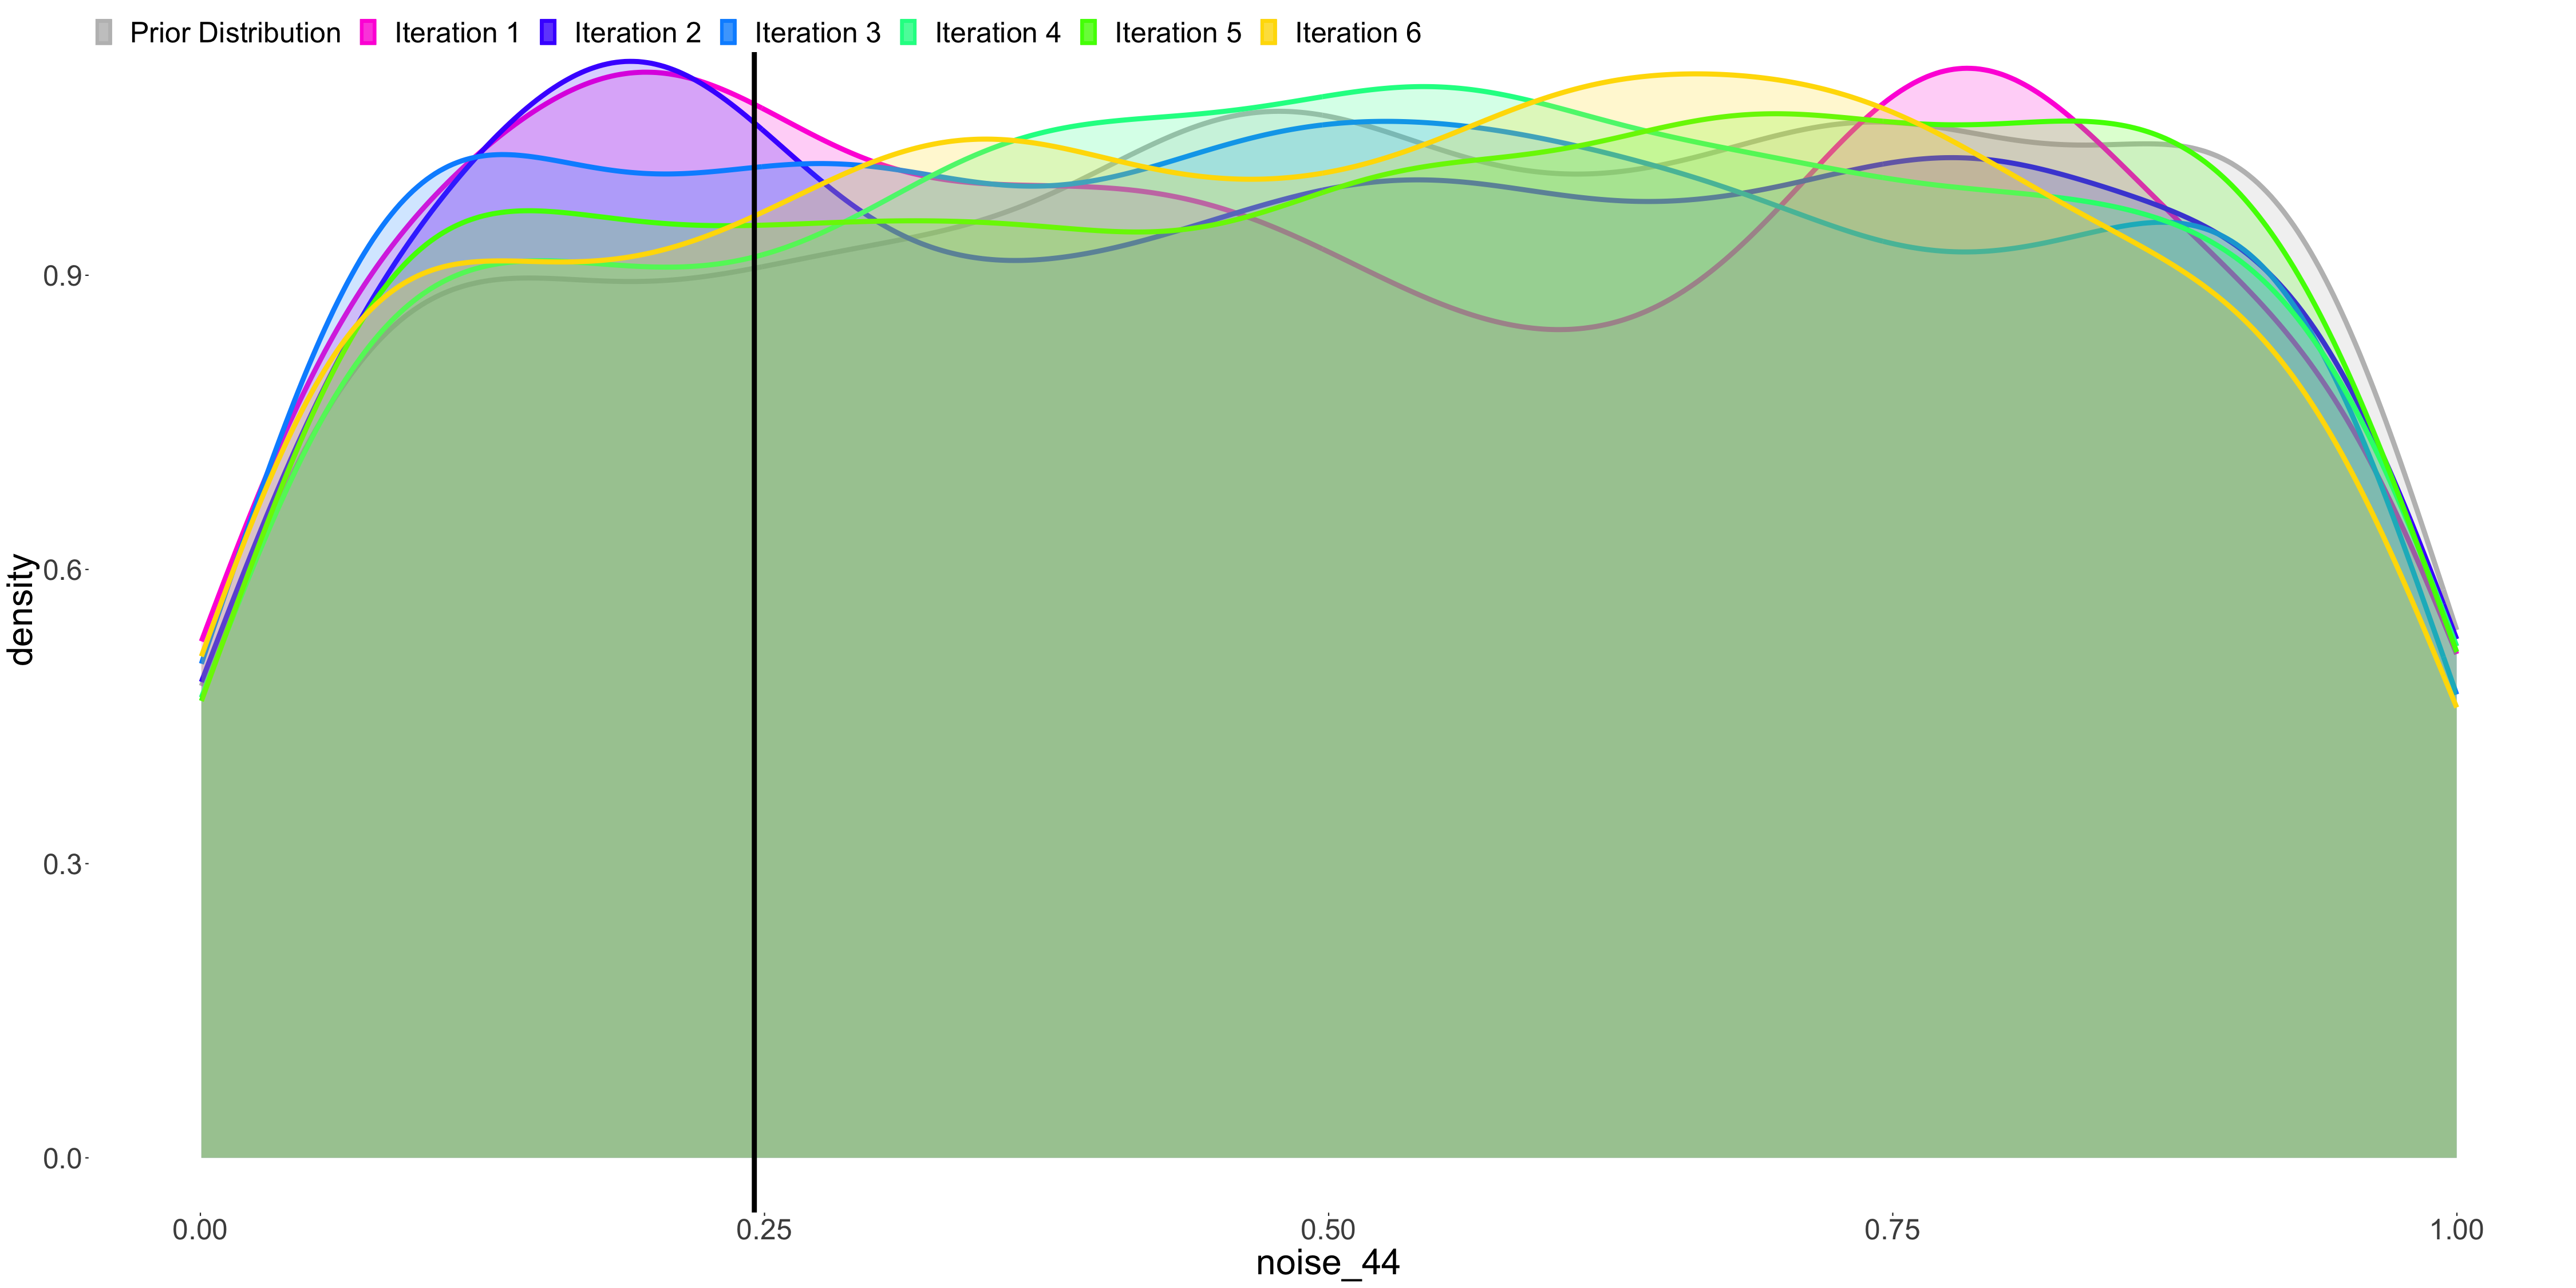 Prior Distribution Iteration 1 Iteration 2 Iteration 3 Iteration 4 Iteration 5 Iteration 6
density
0.9
0.6
0.3
0.0
0.00 0.25 0.50 0.75 1.00
noise_44